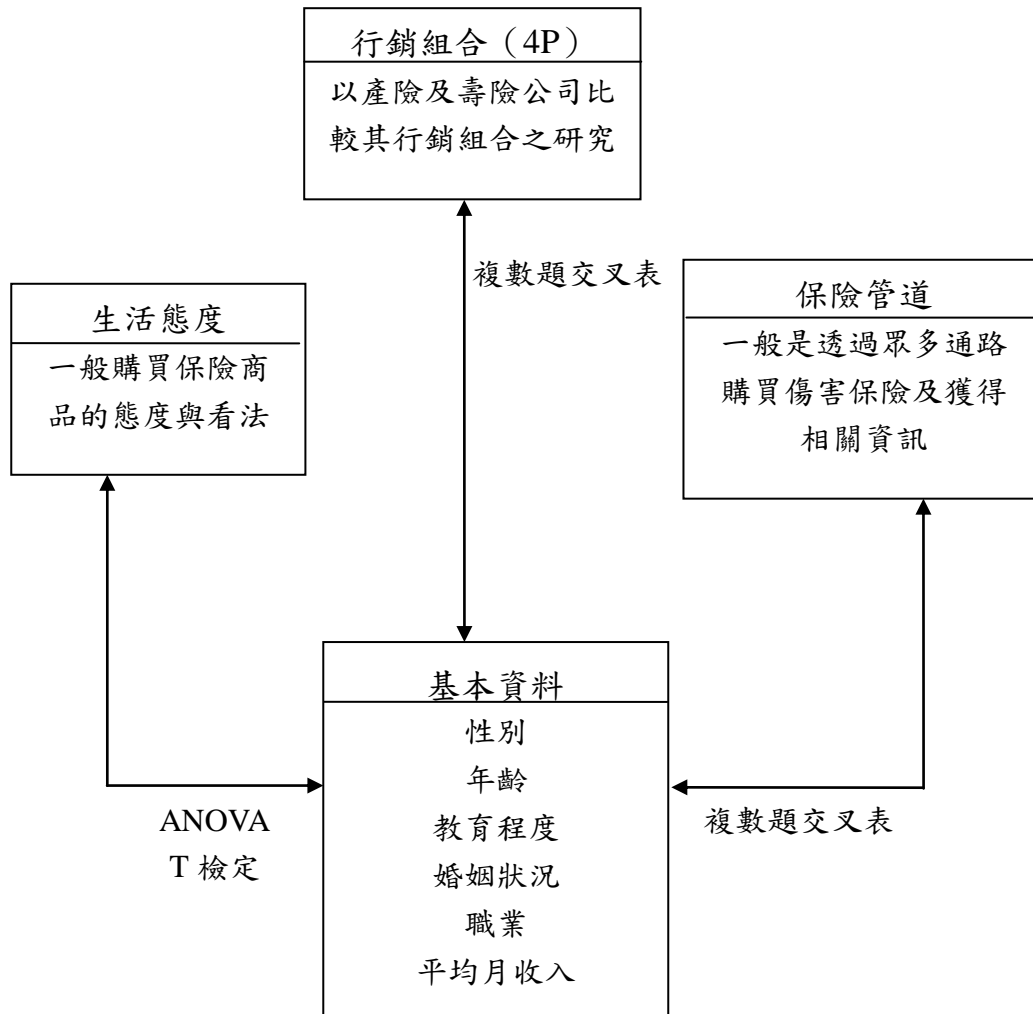 行銷組合（4P）
以產險及壽險公司比
較其行銷組合之研究
複數題交叉表
生活態度
一般購買保險商
品的態度與看法
保險管道
一般是透過眾多通路
購買傷害保險及獲得
相關資訊
基本資料
性別
年齡
教育程度
婚姻狀況
職業
平均月收入
ANOVA
T 檢定
複數題交叉表